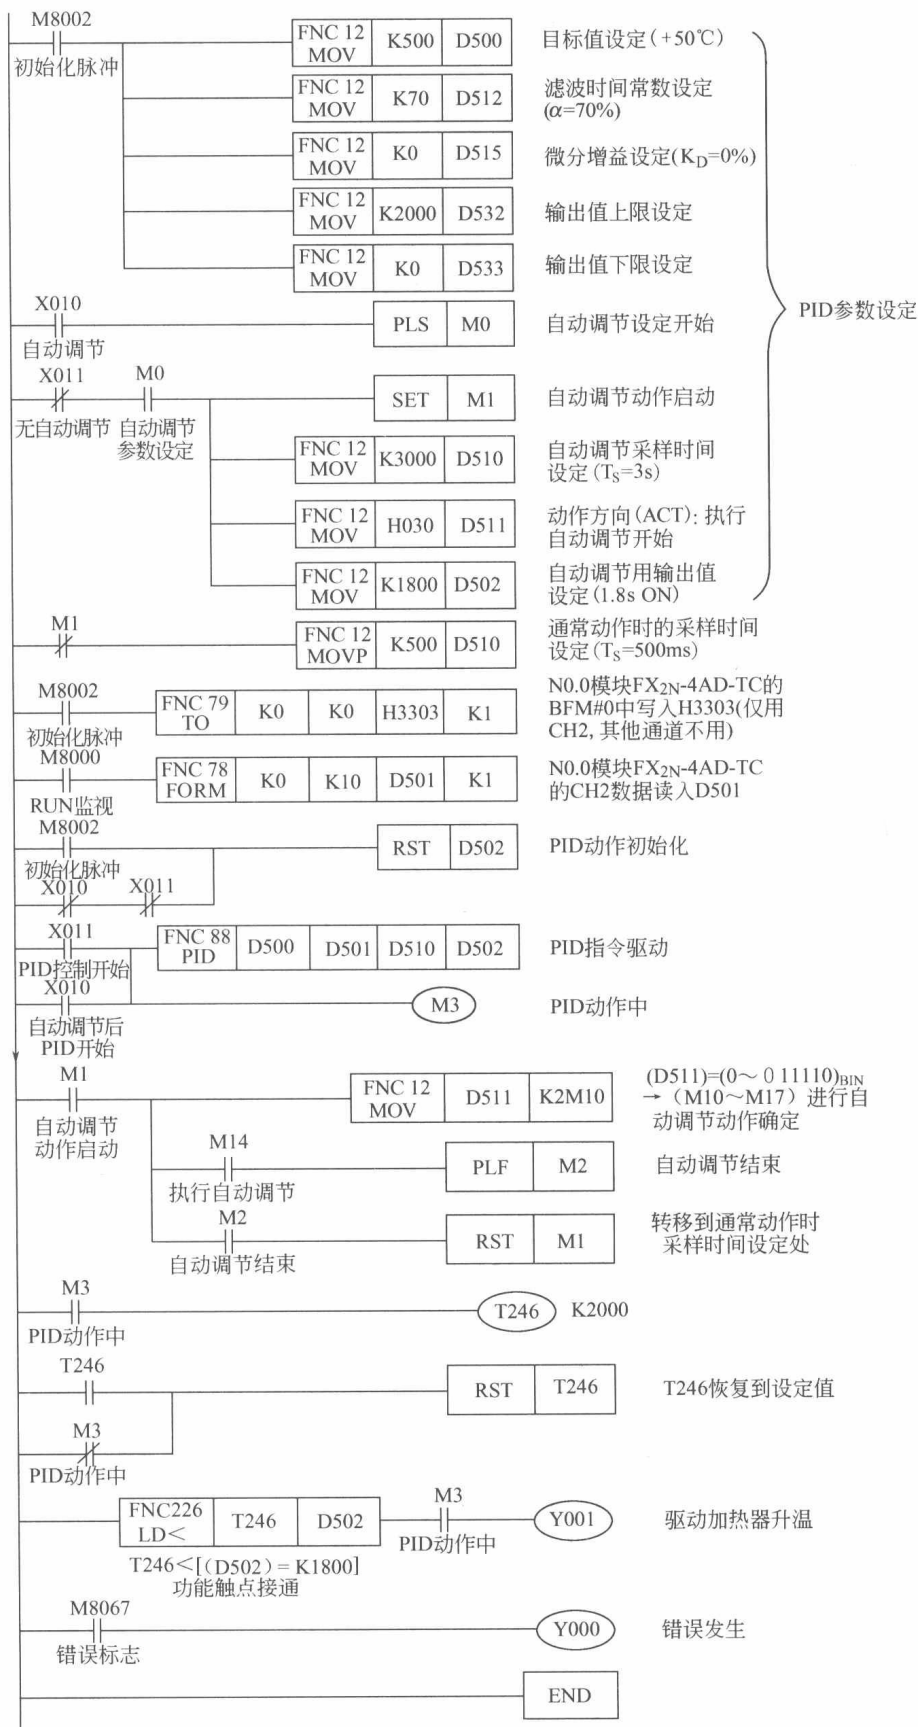 M8002
初始化脉冲
FNC 12
MOV
K500
D500
目标值设定(+50℃)
FNC 12
MOV
K70
D512
滤波时间常数设定
(α=70%)
FNC 12
MOV
K0
D515
微分增益设定(KD=0%)
FNC 12
MOV
K2000
D532
输出值上限设定
FNC 12
MOV
K0
D533
输出值下限设定
PID参数设定
X010
自动调节
PLS
M0
自动调节设定开始
X011
无自动调节
M0
自动调节
参数设定
SET
M1
自动调节动作启动
FNC 12
MOV
K3000
D510
自动调节采样时间
设定(TS=3s)
FNC 12
MOV
H030
D511
动作方向(ACT): 执行
自动调节开始
FNC 12
MOV
K1800
D502
自动调节用输出值
设定(1.8s ON)
M1
FNC 12
MOVP
K500
D510
通常动作时的采样时间
设定(TS=500ms)
M8002
初始化脉冲
FNC 79
TO
K0
K0
H3303
K1
N0.0模块FX2N-4AD-TC的
BFM#0中写入H3303(仅用
CH2, 其他通道不用)
M8000
RUN监视
FNC 78
FORM
K0
K10
D501
K1
N0.0模块FX2N-4AD-TC
的CH2数据读入D501
M8002
初始化脉冲
RST
D502
PID动作初始化
X010
X011
X011
PID控制开始
FNC 88
PID
D500
D501
D510
D502
PID指令驱动
X010
自动调节后
PID开始
M3
PID动作中
M1
自动调节
动作启动
FNC 12
MOV
D511
K2M10
(D511)=(0～011110)BIN
→（M10～M17）进行自
动调节动作确定
M14
执行自动调节
PLF
M2
自动调节结束
M2
自动调节结束
RST
M1
转移到通常动作时
采样时间设定处
M3
PID动作中
T246
K2000
T246
RST
T246
T246恢复到设定值
M3
PID动作中
FNC226
LD<
T246
D502
M3
PID动作中
Y001
驱动加热器升温
T246<[(D502)=K1800]
功能触点接通
M8067
错误标志
Y000
错误发生
END